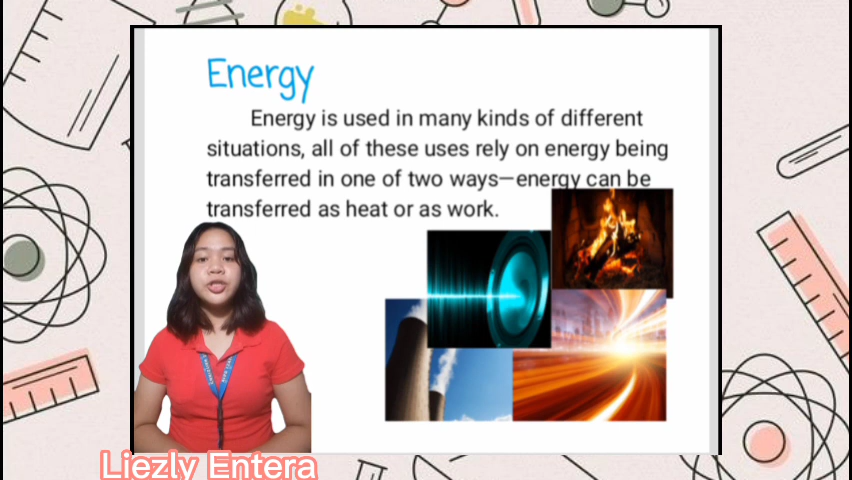 Energy
Energy is used in many kinds of different
situations, all of these uses rely on energy being
transferred in one of two ways—energy can be
transferred as heat or as work.
Liezly Entera